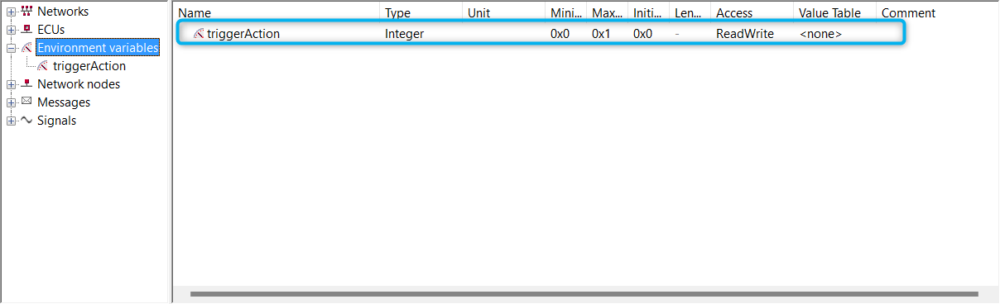 Networks
ECUs
Environment variables
triggerAction
Network nodes
Messages
Signals
Name Type Unit Mini... Max... Initi... Len... Access Value Table Comment
triggerAction Integer 0x0 0x1 0x0 - ReadWrite <none>